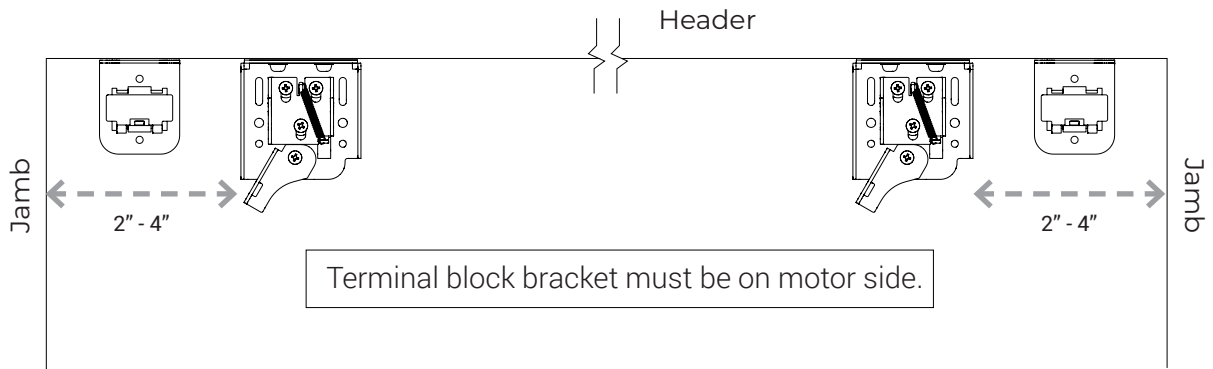 Header
Jamb
Jamb
2” - 4”
2” - 4”
Terminal block bracket must be on motor side.